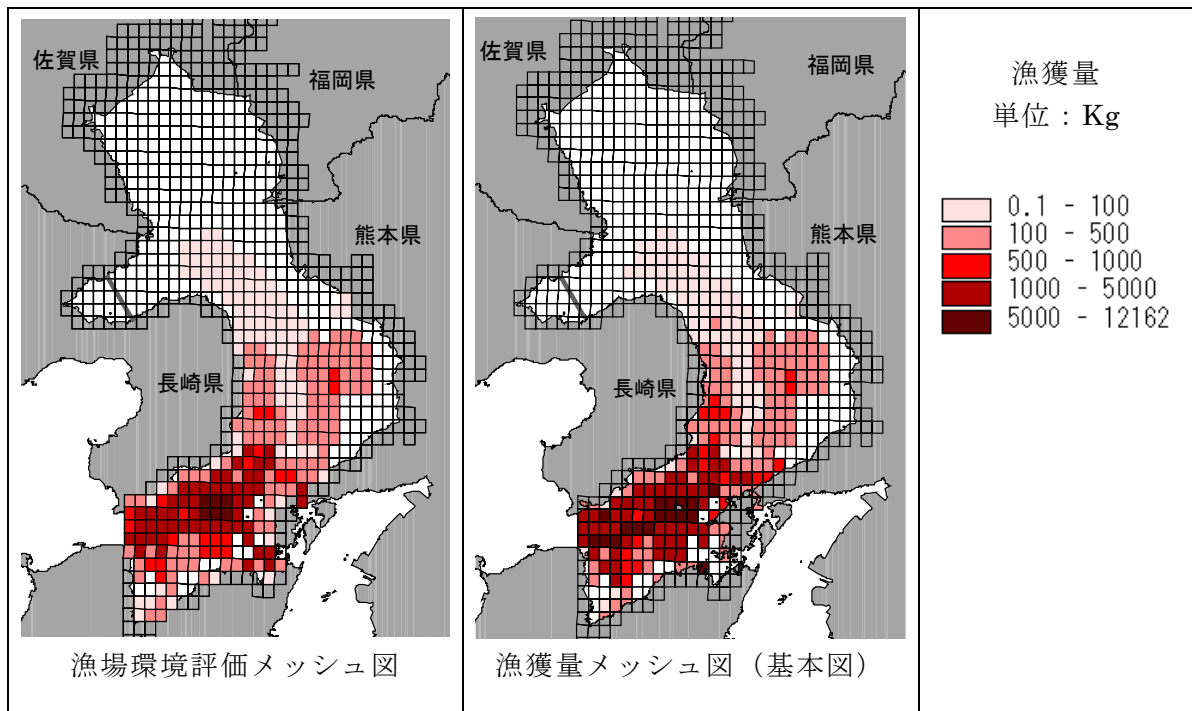 佐賀県
福岡県
熊本県
長崎県
漁場環境評価メッシュ図
佐賀県
福岡県
熊本県
長崎県
漁獲量メッシュ図（基本図）
漁獲量
単位：Kg
0.1 - 100
100 - 500
500 - 1000
1000 - 5000
5000 - 12162